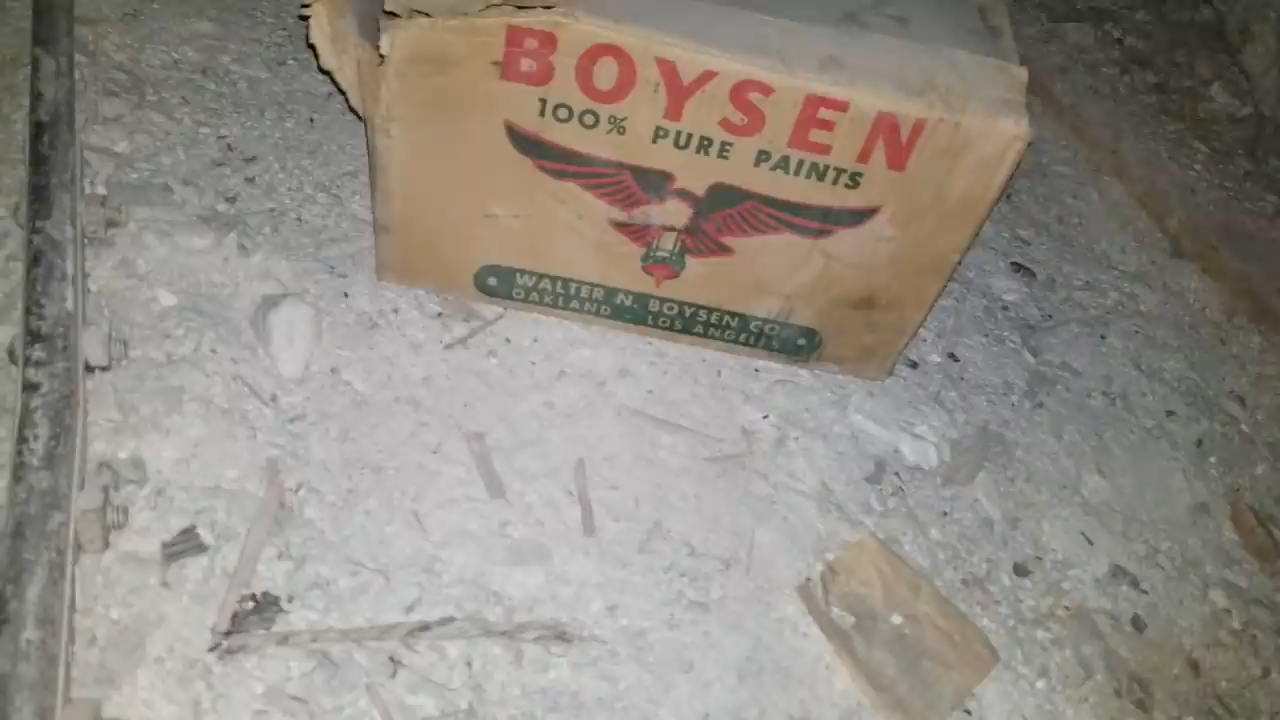 BOYSEN
100% PURE PAINTS
WALTER N. BOYSEN CO.
OAKLAND - LOS ANGELES